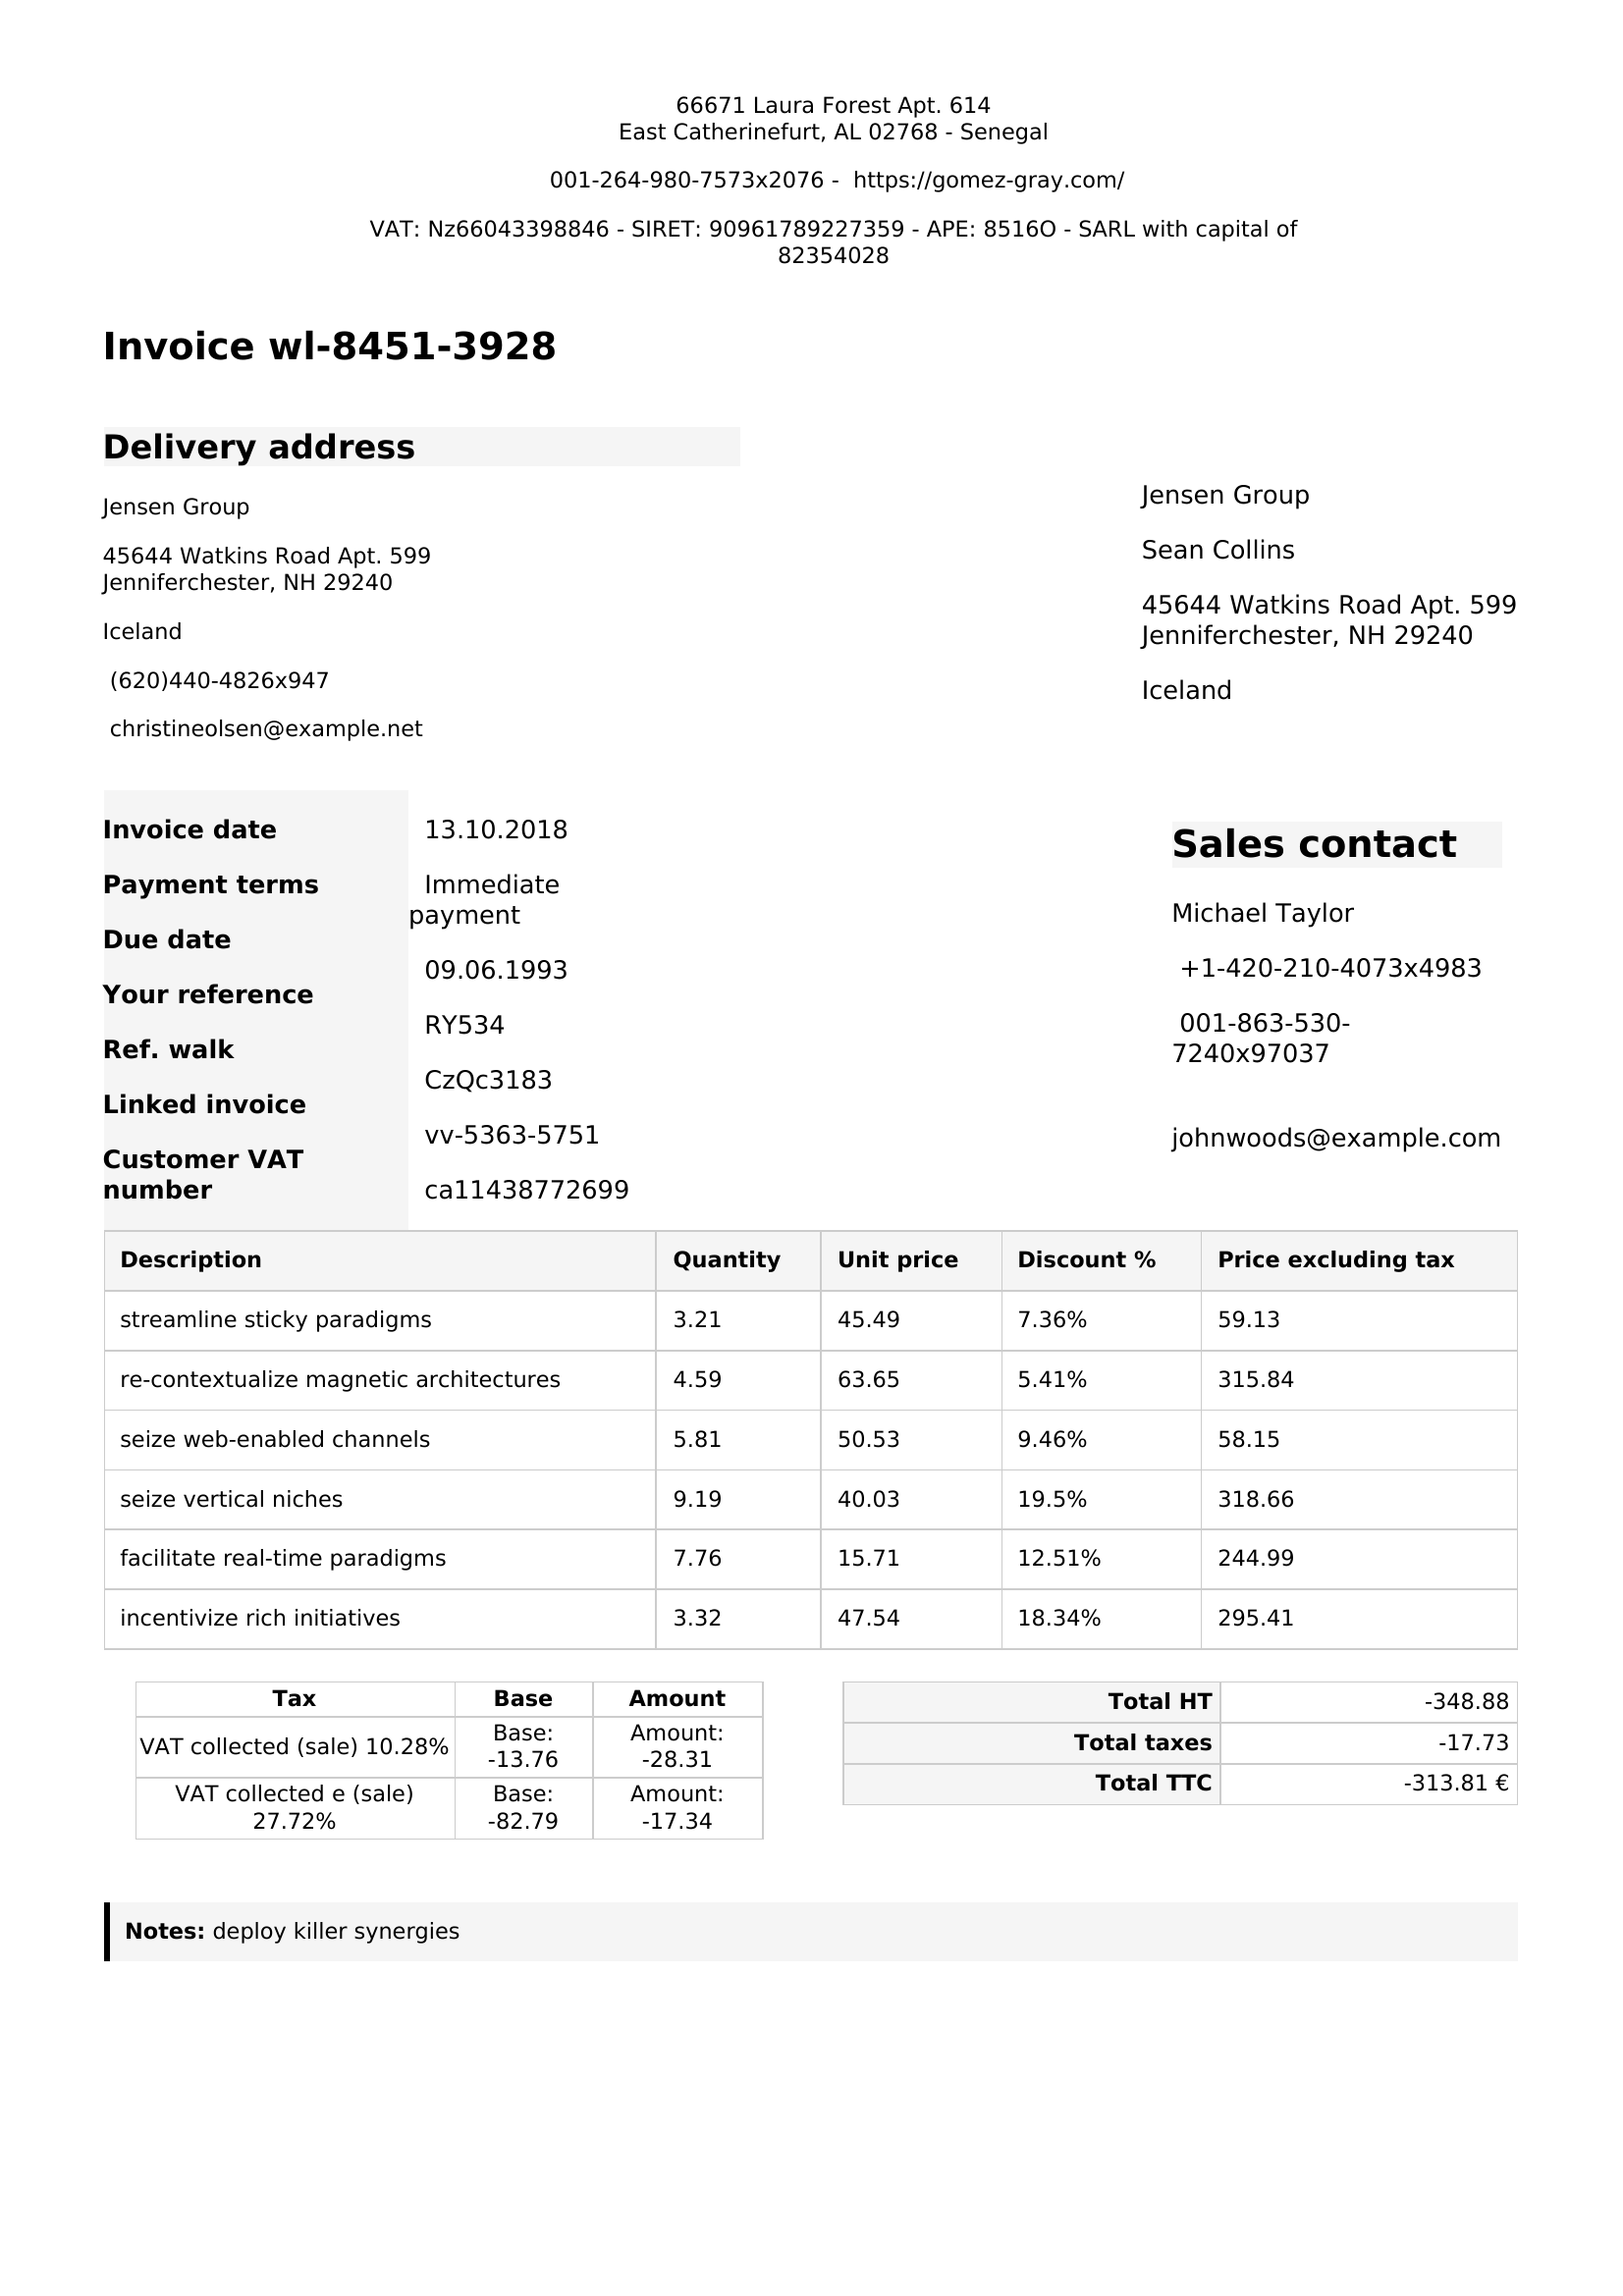 66671 Laura Forest Apt. 614
East Catherinefurt, AL 02768 - Senegal
001-264-980-7573x2076 - https://gomez-gray.com/
VAT: Nz66043398846 - SIRET: 90961789227359 - APE: 8516O - SARL with capital of
82354028
Invoice wl-8451-3928
Delivery address
Jensen Group
45644 Watkins Road Apt. 599
Jenniferchester, NH 29240
Iceland
(620)440-4826x947
christineolsen@example.net
Jensen Group
Sean Collins
45644 Watkins Road Apt. 599
Jenniferchester, NH 29240
Iceland
Invoice date
Payment terms
Due date
Your reference
Ref. walk
Linked invoice
Customer VAT
number
13.10.2018
Immediate
payment
09.06.1993
RY534
CzQc3183
vv-5363-5751
ca11438772699
Sales contact
Michael Taylor
+1-420-210-4073x4983
001-863-530-
7240x97037
johnwoods@example.com
Description Quantity Unit price Discount % Price excluding tax
streamline sticky paradigms 3.21 45.49 7.36% 59.13
re-contextualize magnetic architectures 4.59 63.65 5.41% 315.84
seize web-enabled channels 5.81 50.53 9.46% 58.15
seize vertical niches 9.19 40.03 19.5% 318.66
facilitate real-time paradigms 7.76 15.71 12.51% 244.99
incentivize rich initiatives 3.32 47.54 18.34% 295.41
Tax Base Amount
VAT collected (sale) 10.28% Base: -13.76 Amount: -28.31
VAT collected e (sale) 27.72% Base: -82.79 Amount: -17.34
Total HT -348.88
Total taxes -17.73
Total TTC -313.81 €
Notes: deploy killer synergies